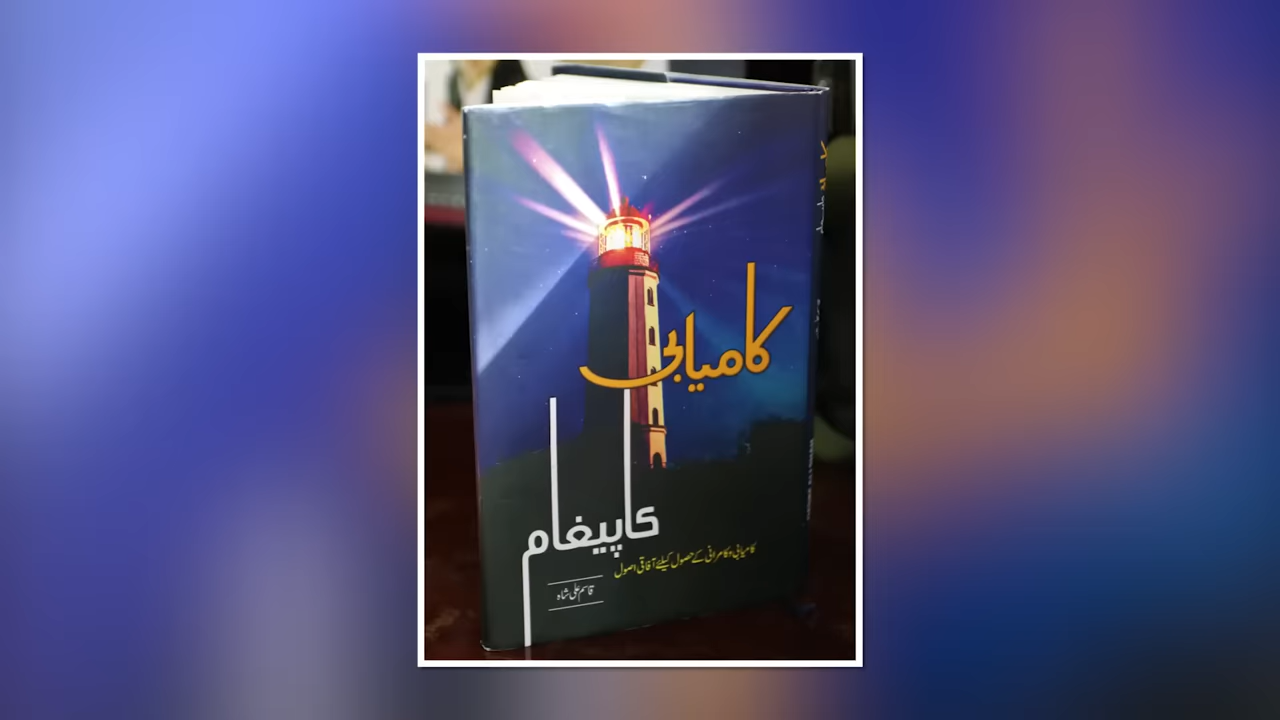 کامیابی
کا پیغام
کامیابی و کامرانی کے حصول کیلئے آفاقی اصول
قاسم علی شاہ